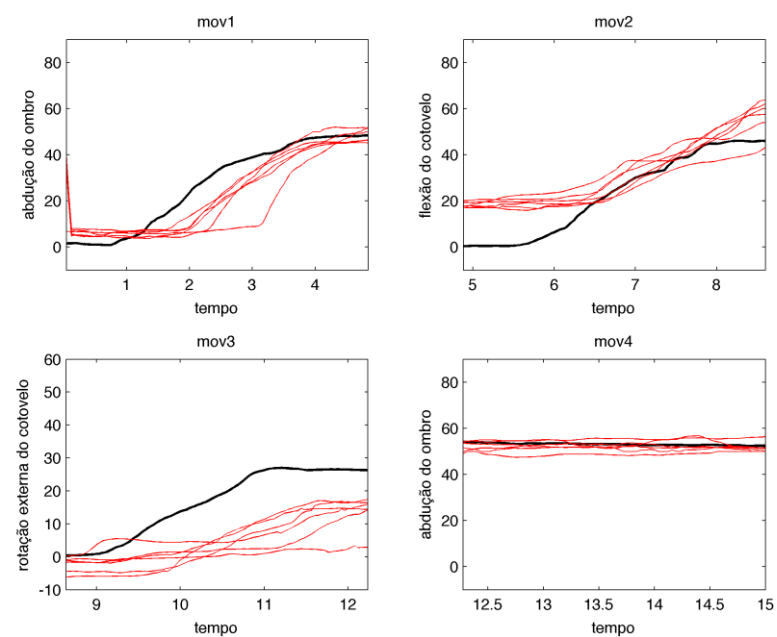 mov1
80
60
40
20
0
abdução do ombro
1 2 3 4
tempo
mov2
80
60
40
20
0
flexão do cotovelo
5 6 7 8
tempo
mov3
60
50
40
30
20
10
0
-10
rotação externa do cotovelo
9 10 11 12
tempo
mov4
80
60
40
20
0
abdução do ombro
12.5 13 13.5 14 14.5 15
tempo